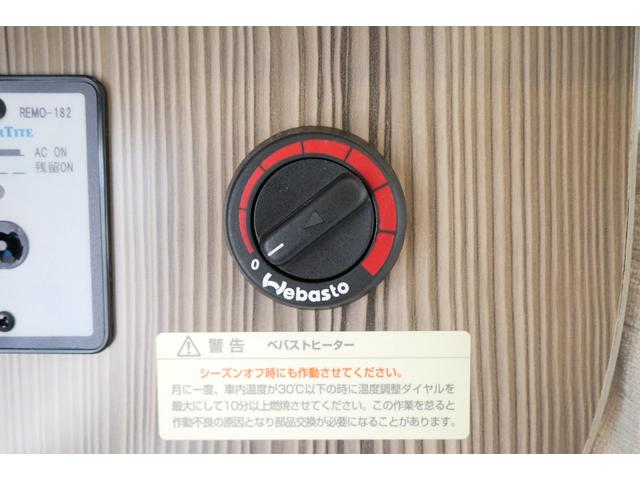 REMO-182
RTITE
AC ON
残留ON
0
Webasto
警告 ベバストヒーター
シーズンオフ時にも作動させてください。
月に一度、車内温度が30℃以下の時に温度調整ダイヤルを
最大にして10分以上燃焼させてください。この作業を怠ると
作動不良の原因となり部品交換が必要になることがあります。